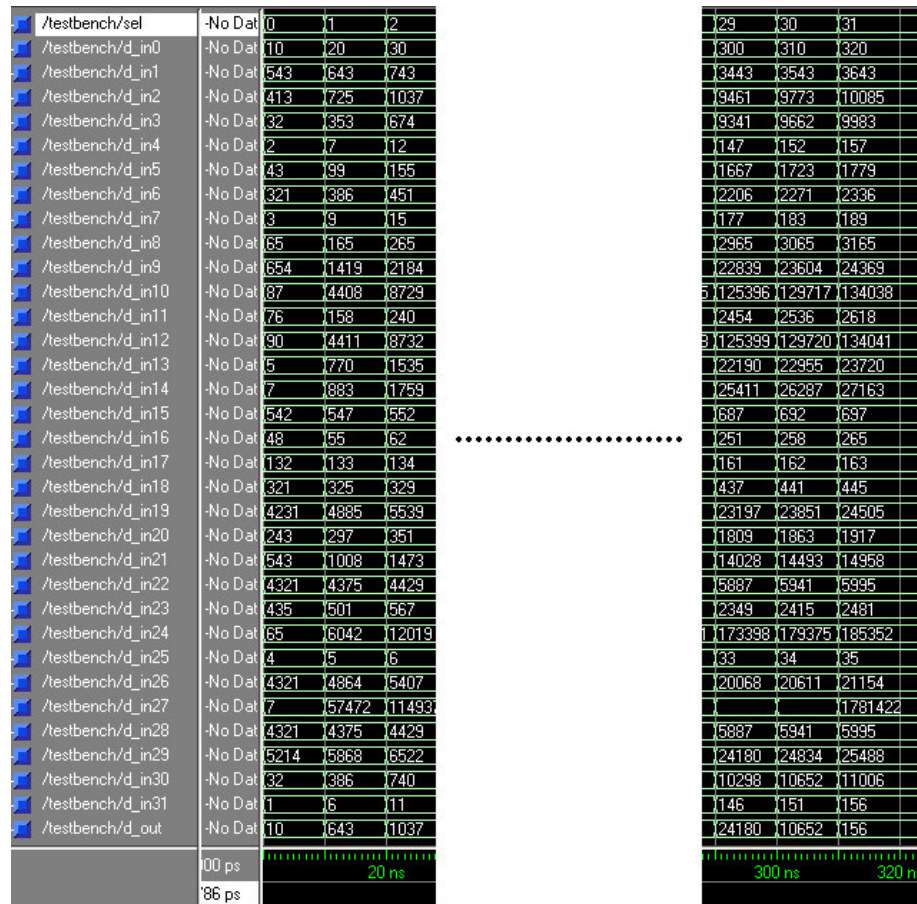 /testbench/sel -No Dat 0 1 2 29 30 31
/testbench/d_in0 -No Dat 10 20 30 300 310 320
/testbench/d_in1 -No Dat 543 643 743 3443 3543 3643
/testbench/d_in2 -No Dat 413 725 1037 9461 9773 10085
/testbench/d_in3 -No Dat 32 353 674 9341 9662 9983
/testbench/d_in4 -No Dat 2 7 12 147 152 157
/testbench/d_in5 -No Dat 43 99 155 1667 1723 1779
/testbench/d_in6 -No Dat 321 386 451 2206 2271 2336
/testbench/d_in7 -No Dat 3 9 15 177 183 189
/testbench/d_in8 -No Dat 65 165 265 2965 3065 3165
/testbench/d_in9 -No Dat 654 1419 2184 22839 23604 24369
/testbench/d_in10 -No Dat 87 4408 8729 5 125396 129717 134038
/testbench/d_in11 -No Dat 76 158 240 2454 2536 2618
/testbench/d_in12 -No Dat 90 4411 8732 125399 129720 134041
/testbench/d_in13 -No Dat 5 770 1535 22190 22955 23720
/testbench/d_in14 -No Dat 7 883 1759 25411 26287 27163
/testbench/d_in15 -No Dat 542 547 552 687 692 697
/testbench/d_in16 -No Dat 48 55 62 251 258 265
/testbench/d_in17 -No Dat 132 133 134 161 162 163
/testbench/d_in18 -No Dat 321 325 329 437 441 445
/testbench/d_in19 -No Dat 4231 4885 5539 23197 23851 24505
/testbench/d_in20 -No Dat 243 297 351 1809 1863 1917
/testbench/d_in21 -No Dat 543 1008 1473 14028 14493 14958
/testbench/d_in22 -No Dat 4321 4375 4429 5887 5941 5995
/testbench/d_in23 -No Dat 435 501 567 2349 2415 2481
/testbench/d_in24 -No Dat 65 6042 12019 173398 179375 185352
/testbench/d_in25 -No Dat 4 5 6 33 34 35
/testbench/d_in26 -No Dat 4321 4864 5407 20068 20611 21154
/testbench/d_in27 -No Dat 7 57472 114937 1781422
/testbench/d_in28 -No Dat 4321 4375 4429 5887 5941 5995
/testbench/d_in29 -No Dat 5214 5868 6522 24180 24834 25488
/testbench/d_in30 -No Dat 32 386 740 10298 10652 11006
/testbench/d_in31 -No Dat 1 6 11 146 151 156
/testbench/d_out -No Dat 10 643 1037 24180 10652 156
00 ps 20 ns 300 ns 320 n
86 ps